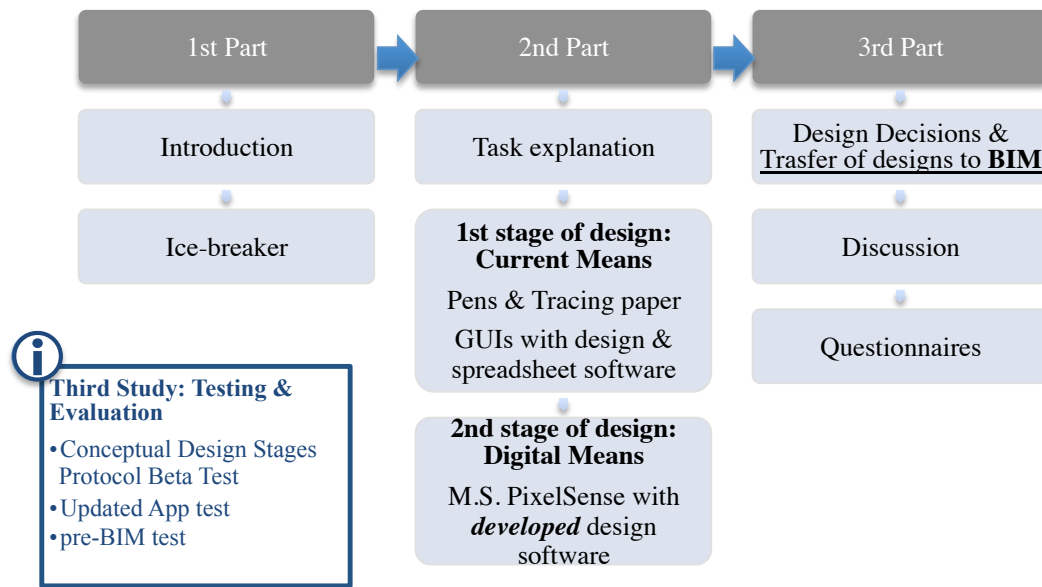 1st Part
Introduction
Ice-breaker
2nd Part
Task explanation
1st stage of design:
Current Means
Pens & Tracing paper
GUIs with design &
spreadsheet software
2nd stage of design:
Digital Means
M.S. PixelSense with
developed design
software
3rd Part
Design Decisions &
Trasfer of designs to BIM
Discussion
Questionnaires
i
Third Study: Testing &
Evaluation
•Conceptual Design Stages
Protocol Beta Test
•Updated App test
•pre-BIM test